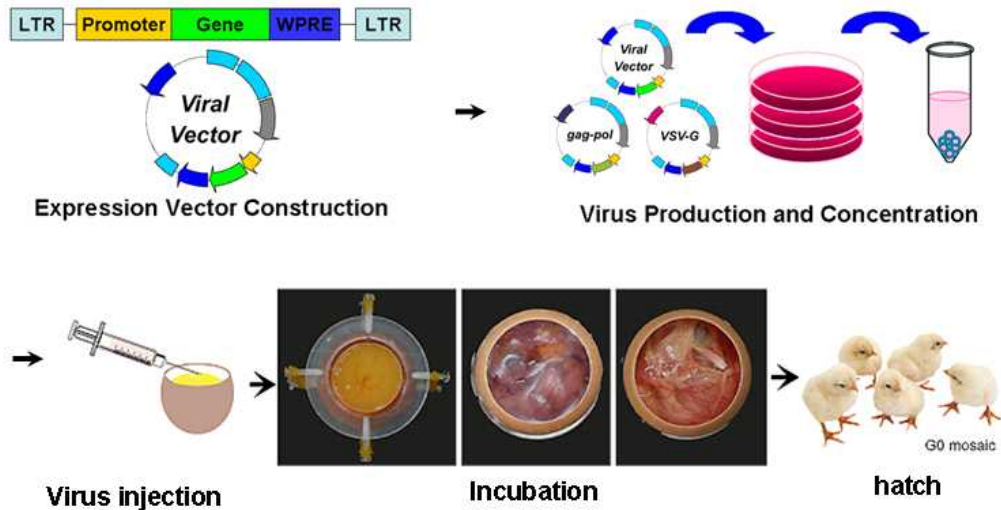 LTR Promoter Gene WPRE LTR
Viral
Vector
Expression Vector Construction
Viral
Vector
gag-pol VSV-G
Virus Production and Concentration
Virus injection
Incubation
G0 mosaic
hatch